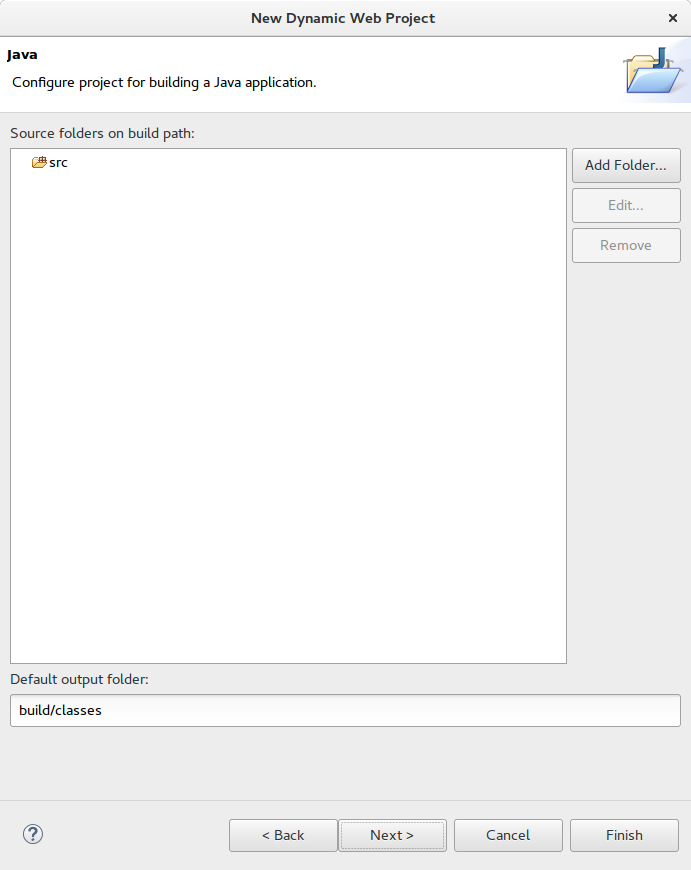 New Dynamic Web Project ×
Java
Configure project for building a Java application.
Source folders on build path:
src
Add Folder...
Edit...
Remove
Default output folder:
build/classes
? < Back Next > Cancel Finish